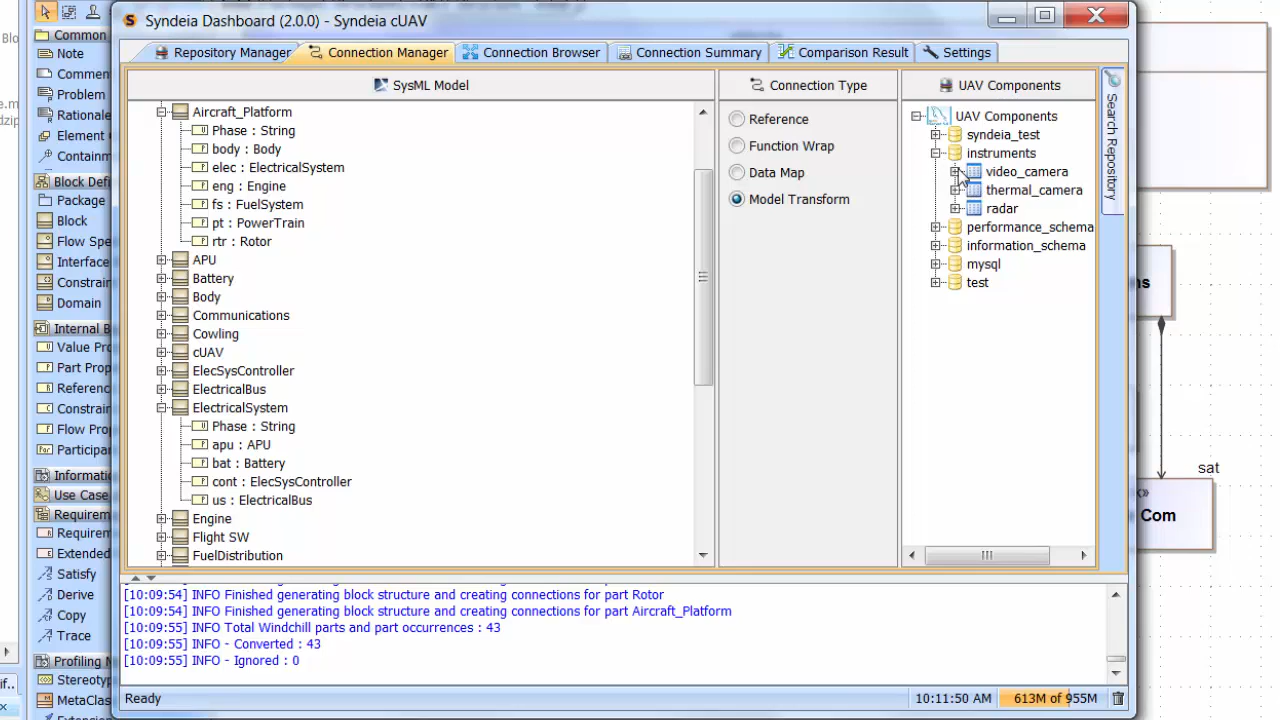 Syndeia Dashboard (2.0.0) - Syndeia cUAV
Repository Manager
Connection Manager
Connection Browser
Connection Summary
Comparison Result
Settings
SysML Model
Connection Type
UAV Components
Aircraft_Platform
Phase : String
body : Body
elec : ElectricalSystem
eng : Engine
fs : FuelSystem
pt : PowerTrain
rtr : Rotor
APU
Battery
Body
Communications
Cowling
cUAV
ElecSysController
ElectricalBus
ElectricalSystem
Phase : String
apu : APU
bat : Battery
cont : ElecSysController
us : ElectricalBus
Engine
Flight SW
FuelDistribution
Reference
Function Wrap
Data Map
Model Transform
UAV Components
syndeia_test
instruments
video_camera
thermal_camera
radar
performance_schema
information_schema
mysql
test
Search Repository
[10:09:54] INFO Finished generating block structure and creating connections for part Rotor
[10:09:54] INFO Finished generating block structure and creating connections for part Aircraft_Platform
[10:09:55] INFO Total Windchill parts and part occurrences : 43
[10:09:55] INFO - Converted : 43
[10:09:55] INFO - Ignored : 0
Ready
10:11:50 AM
613M of 955M
Common
Note
Commen
Problem
Rationale
Element
Containm
Block Defi
Package
Block
Flow Spe
Interface
Constrain
Domain
Internal B
Value Pro
Part Prop
Referenc
Constrai
Flow Pro
Participan
Informati
Use Case
Requirem
Requirem
Extended
Satisfy
Derive
Copy
Trace
Profiling
Stereotyp
MetaClas
ns
sat
Com